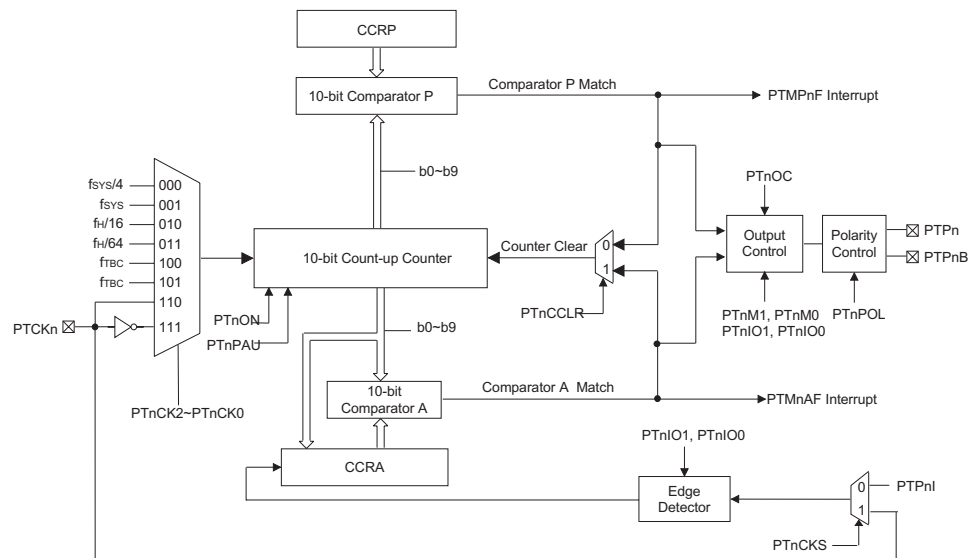 CCRP
10-bit Comparator P
Comparator P Match
PTMPnF Interrupt
b0~b9
PTnOC
fSYS/4
000
fSYS
001
fH/16
010
fH/64
011
fTBC
100
fTBC
101
110
111
PTCKn
10-bit Count-up Counter
Counter Clear
0
1
PTnCCLR
Output
Control
Polarity
Control
PTPn
PTPnB
PTnON
PTnPAU
b0~b9
PTnM1, PTnM0
PTnIO1, PTnIO0
PTnPOL
PTnCK2~PTnCK0
10-bit
Comparator A
Comparator A Match
PTMnAF Interrupt
CCRA
PTnIO1, PTnIO0
Edge
Detector
0
1
PTPnI
PTnCKS